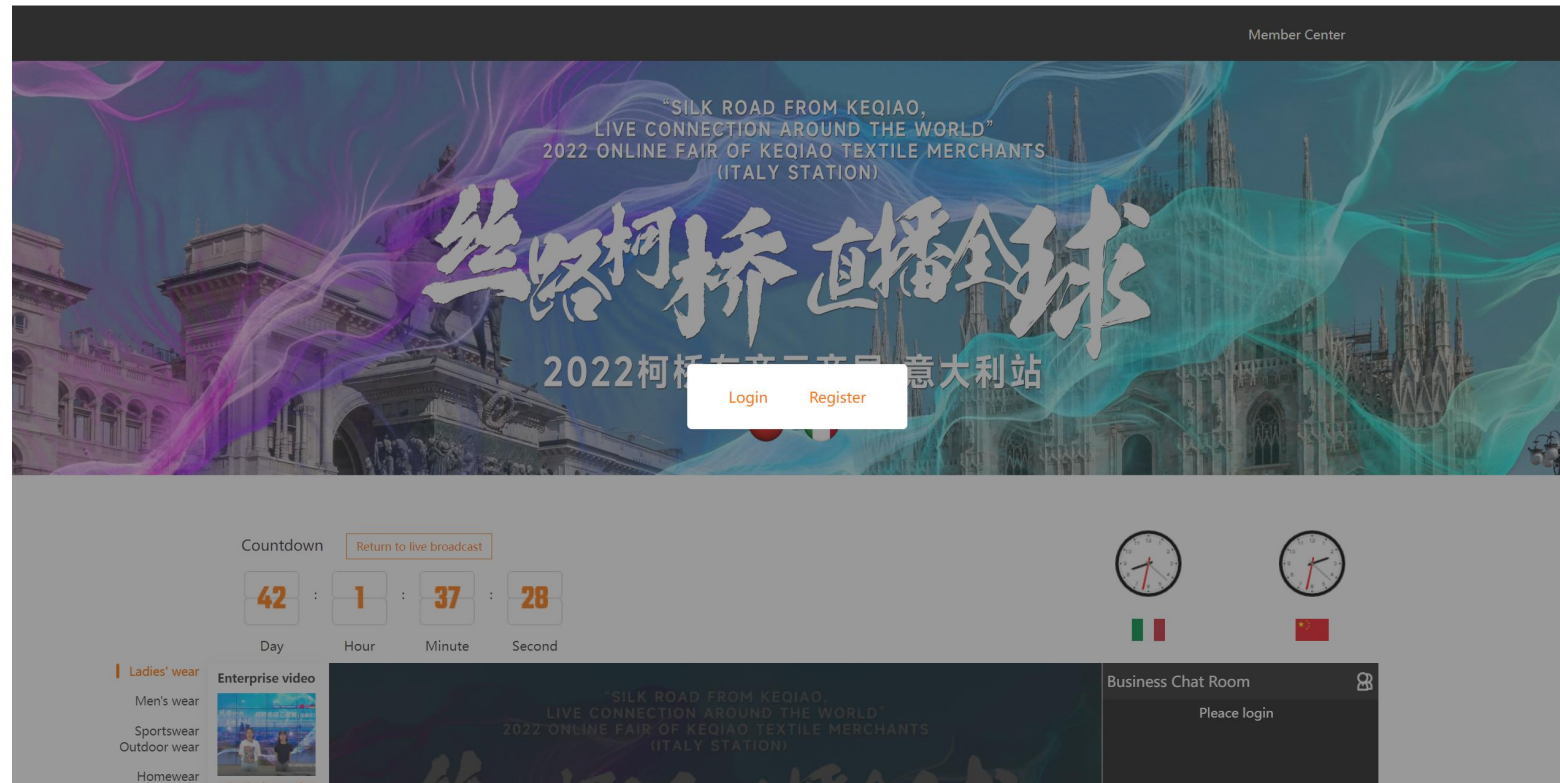 Member Center
“SILK ROAD FROM KEQIAO,
LIVE CONNECTION AROUND THE WORLD”
2022 ONLINE FAIR OF KEQIAO TEXTILE MERCHANTS
(ITALY STATION)
丝路柯桥 直播全球
2022柯桥 意大利站
Login Register
Countdown Return to live broadcast
42 : 1 : 37 : 28
Day Hour Minute Second
Ladies' wear
Men's wear
Sportswear
Outdoor wear
Homewear
Enterprise video
“SILK ROAD FROM KEQIAO,
LIVE CONNECTION AROUND THE WORLD”
2022 ONLINE FAIR OF KEQIAO TEXTILE MERCHANTS
(ITALY STATION)
Business Chat Room
Pleace login